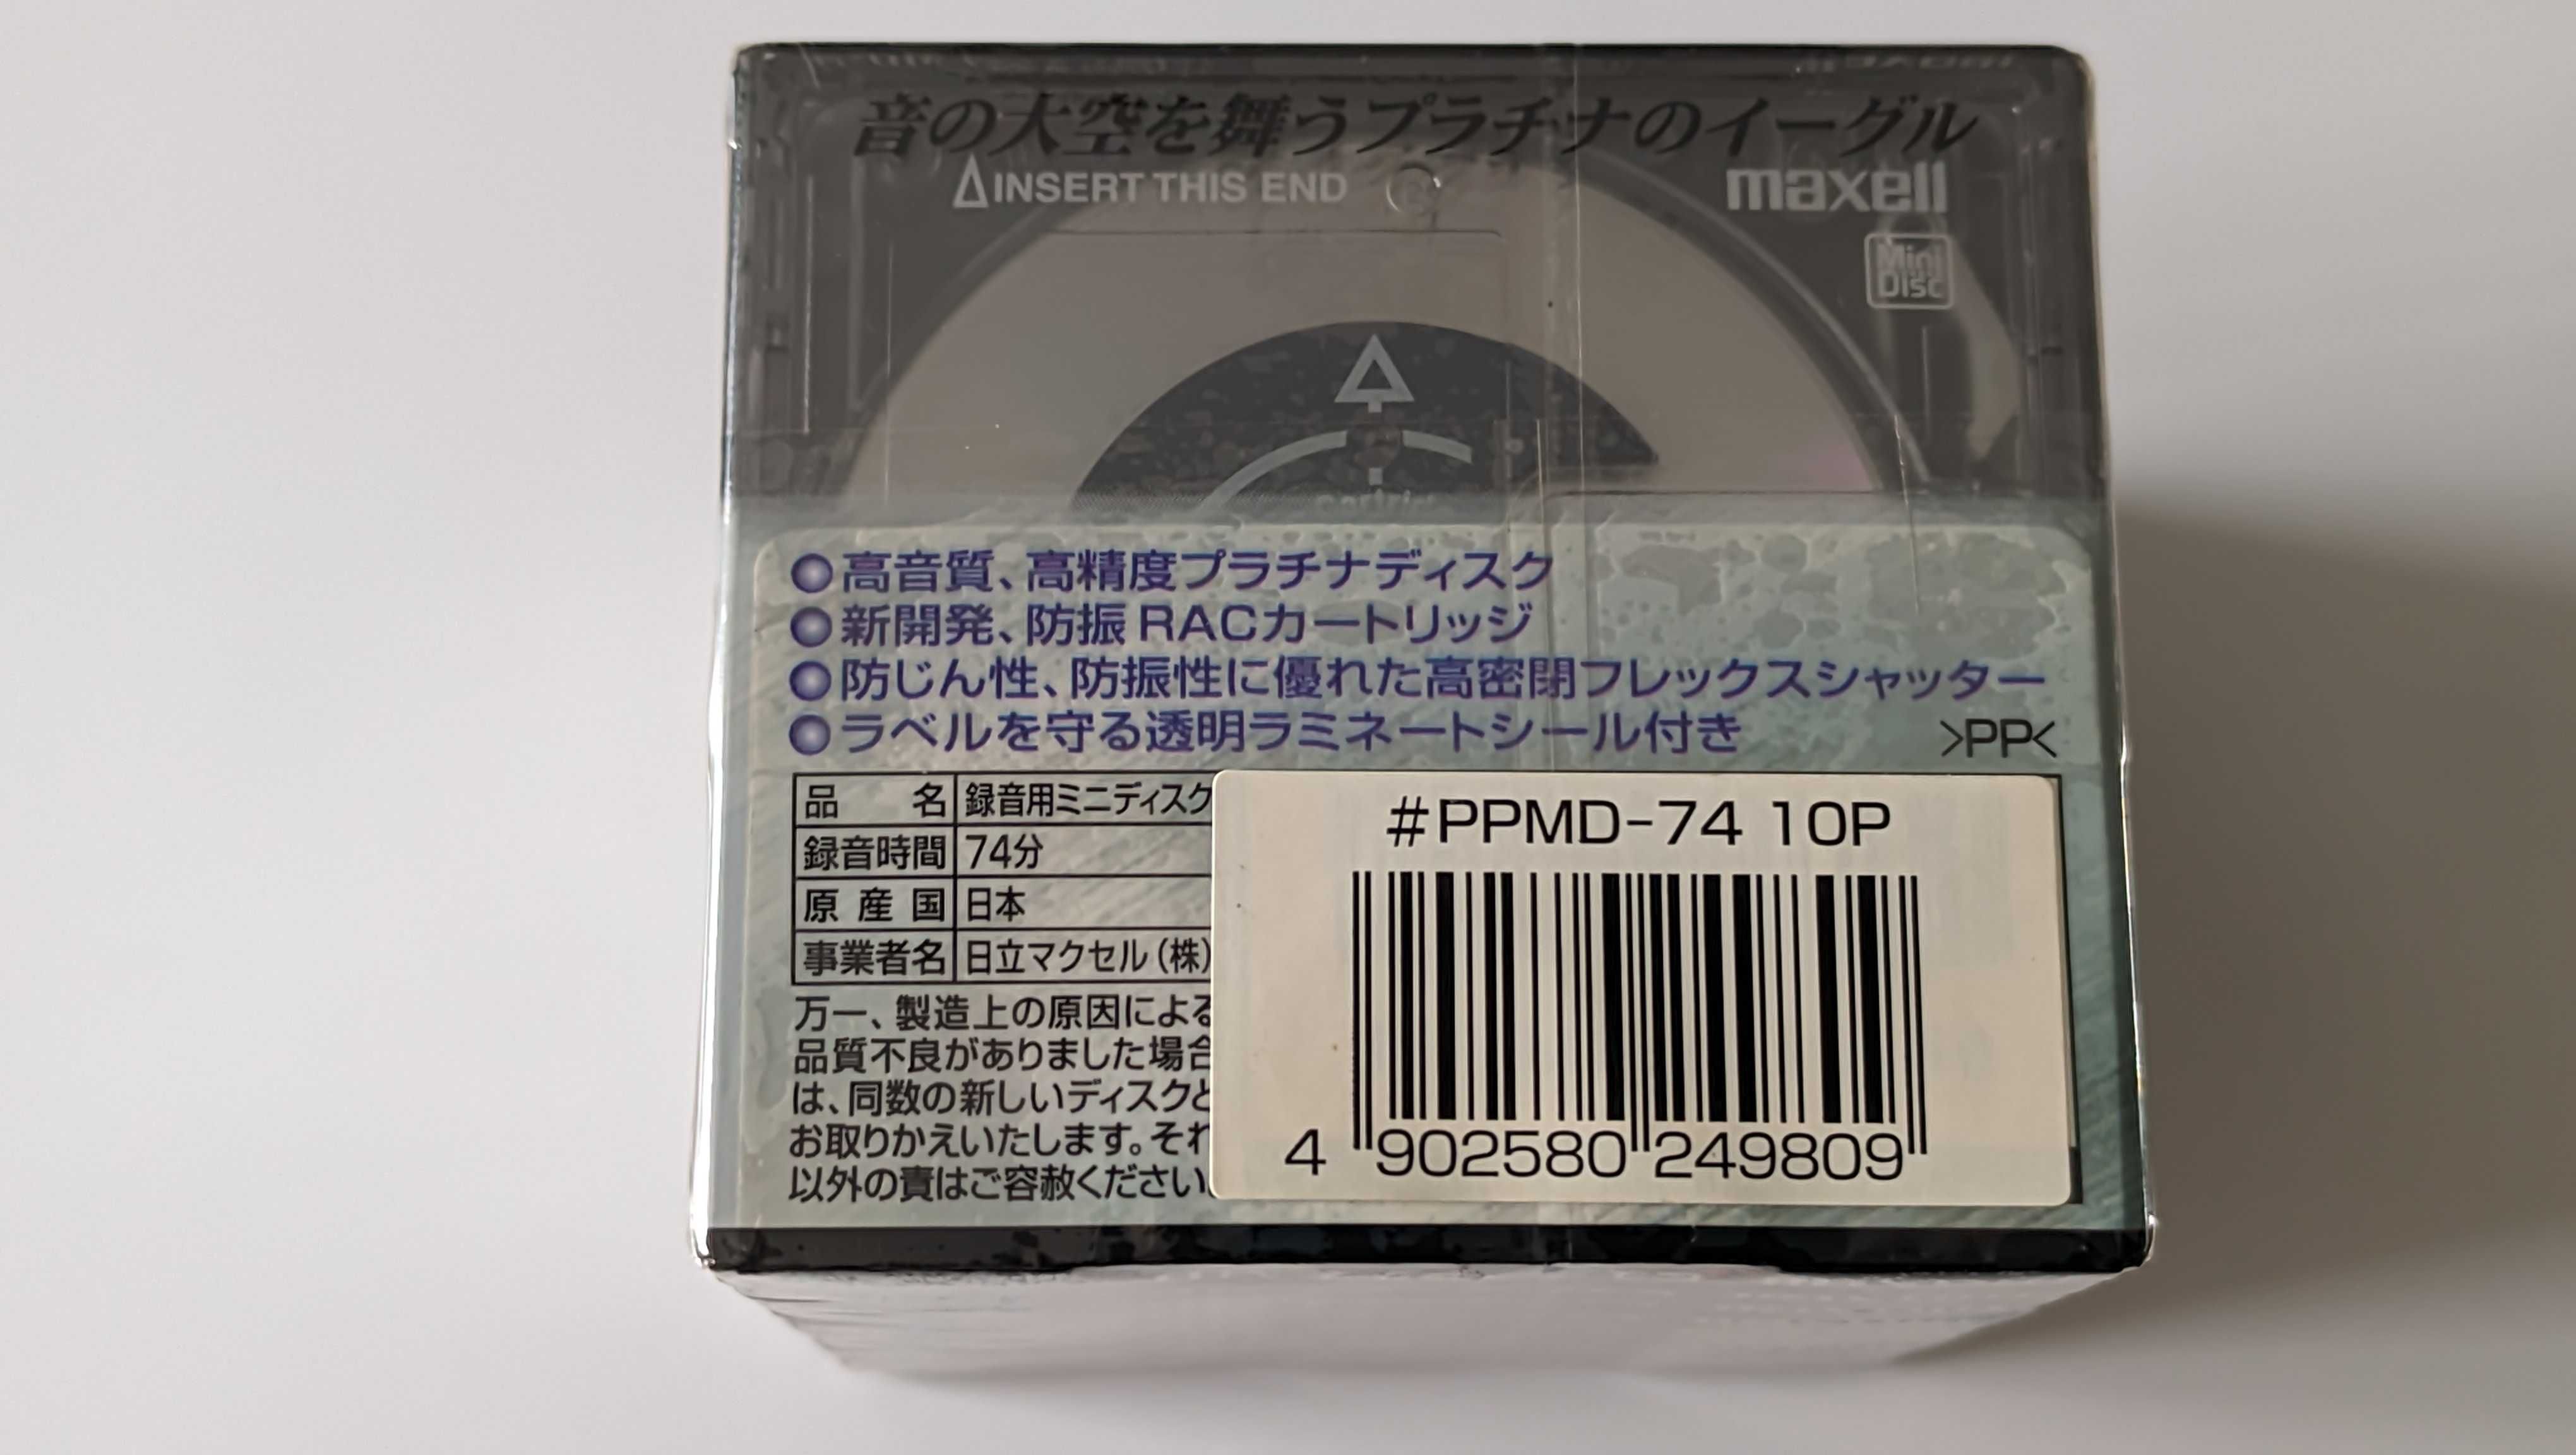 音の大空を舞うプラチナのイーグル
△INSERT THIS END
maxell
Mini Disc
●高音質、高精度プラチナディスク
●新開発、防振RACカートリッジ
●防じん性、防振性に優れた高密閉フレックスシャッター
●ラベルを守る透明ラミネートシール付き
>PP<
品 名 録音用ミニディスク
録音時間 74分
原産国 日本
事業者名 日立マクセル(株)
万一、製造上の原因による
品質不良がありました場合
は、同数の新しいディスクと
お取りかえいたします。それ
以外の責はご容赦ください。
#PPMD-74 10P
4 902580 249809